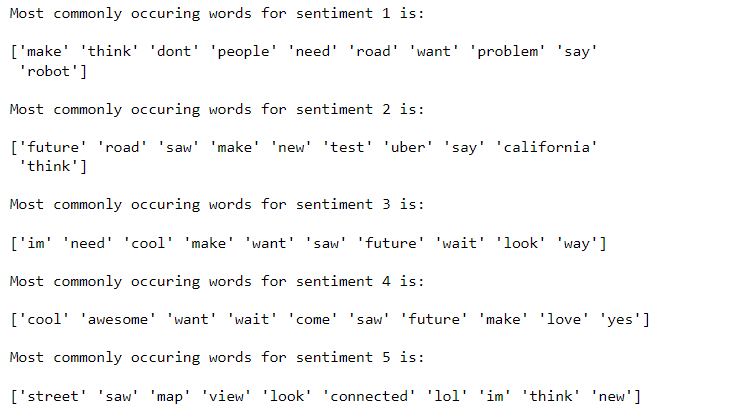 Most commonly occuring words for sentiment 1 is:
['make' 'think' 'dont' 'people' 'need' 'road' 'want' 'problem' 'say'
'robot']
Most commonly occuring words for sentiment 2 is:
['future' 'road' 'saw' 'make' 'new' 'test' 'uber' 'say' 'california'
'think']
Most commonly occuring words for sentiment 3 is:
['im' 'need' 'cool' 'make' 'want' 'saw' 'future' 'wait' 'look' 'way']
Most commonly occuring words for sentiment 4 is:
['cool' 'awesome' 'want' 'wait' 'come' 'saw' 'future' 'make' 'love' 'yes']
Most commonly occuring words for sentiment 5 is:
['street' 'saw' 'map' 'view' 'look' 'connected' 'lol' 'im' 'think' 'new']